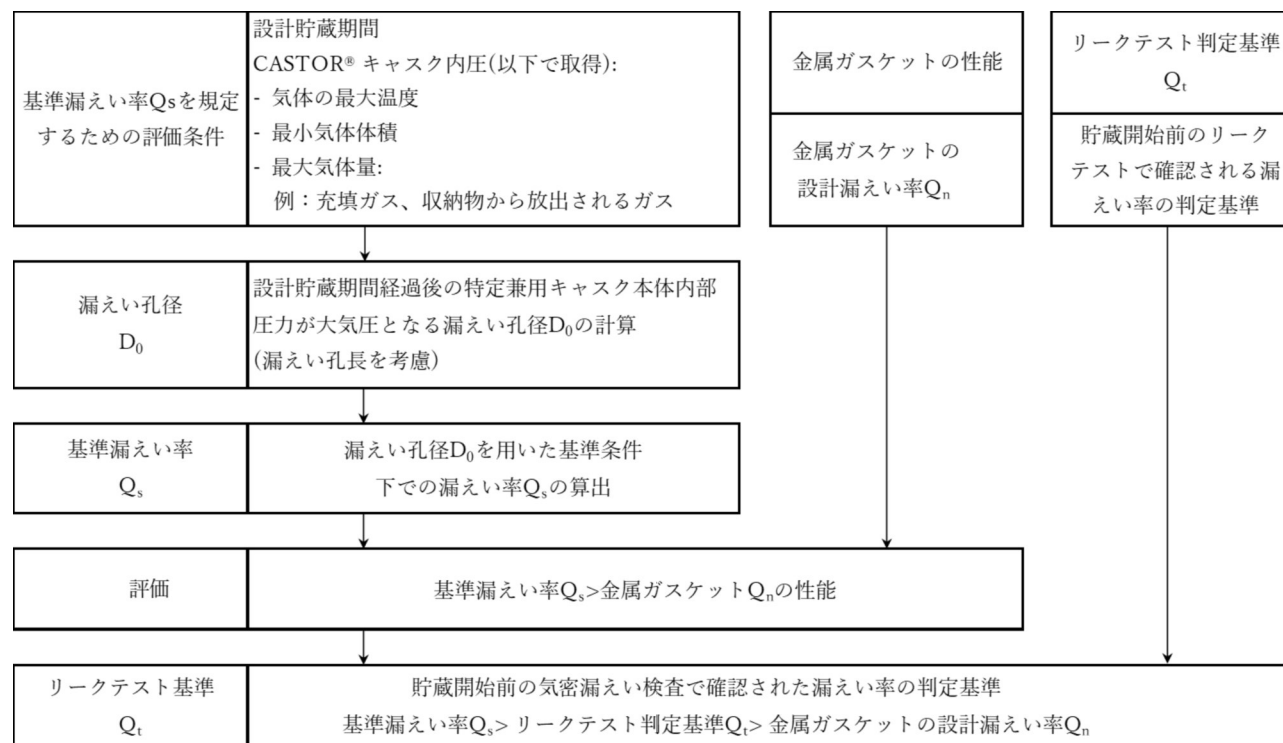 基準漏えい率Qsを規定
するための評価条件
設計貯蔵期間
CASTOR® キャスク内圧(以下で取得):
- 気体の最大温度
- 最小気体体積
- 最大気体量:
例：充填ガス、収納物から放出されるガス
金属ガスケットの性能
金属ガスケットの
設計漏えい率Qn
リークテスト判定基準
Qt
貯蔵開始前のリーク
テストで確認される漏
えい率の判定基準
漏えい孔径
D0
設計貯蔵期間経過後の特定兼用キャスク本体内部
圧力が大気圧となる漏えい孔径D0の計算
(漏えい孔長を考慮)
基準漏えい率
Qs
漏えい孔径D0を用いた基準条件
下での漏えい率Qsの算出
評価
基準漏えい率Qs>金属ガスケットQnの性能
リークテスト基準
Qt
貯蔵開始前の気密漏えい検査で確認された漏えい率の判定基準
基準漏えい率Qs> リークテスト判定基準Qt> 金属ガスケットの設計漏えい率Qn